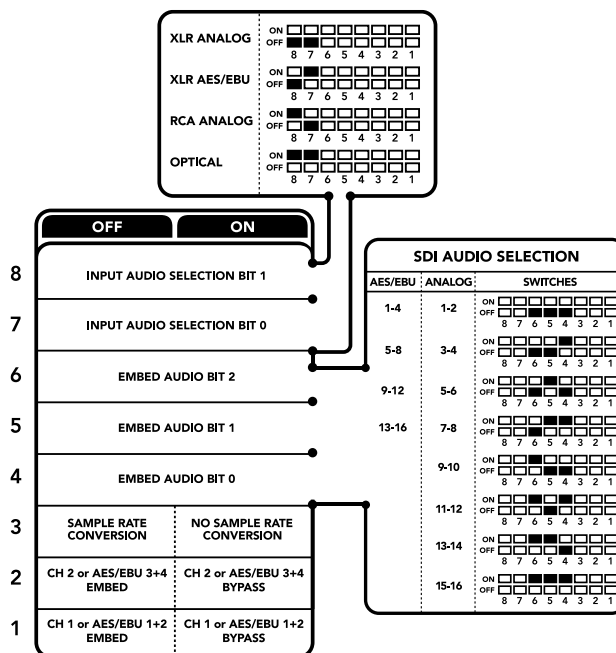 XLR ANALOG
ON
OFF
8 7 6 5 4 3 2 1
XLR AES/EBU
ON
OFF
8 7 6 5 4 3 2 1
RCA ANALOG
ON
OFF
8 7 6 5 4 3 2 1
OPTICAL
ON
OFF
8 7 6 5 4 3 2 1
OFF ON
8 INPUT AUDIO SELECTION BIT 1
7 INPUT AUDIO SELECTION BIT 0
6 EMBED AUDIO BIT 2
5 EMBED AUDIO BIT 1
4 EMBED AUDIO BIT 0
3 SAMPLE RATE CONVERSION NO SAMPLE RATE CONVERSION
2 CH 2 or AES/EBU 3+4 EMBED CH 2 or AES/EBU 3+4 BYPASS
1 CH 1 or AES/EBU 1+2 EMBED CH 1 or AES/EBU 1+2 BYPASS
SDI AUDIO SELECTION
AES/EBU ANALOG SWITCHES
1-4 1-2
ON
OFF
8 7 6 5 4 3 2 1
5-8 3-4
ON
OFF
8 7 6 5 4 3 2 1
9-12 5-6
ON
OFF
8 7 6 5 4 3 2 1
13-16 7-8
ON
OFF
8 7 6 5 4 3 2 1
9-10
ON
OFF
8 7 6 5 4 3 2 1
11-12
ON
OFF
8 7 6 5 4 3 2 1
13-14
ON
OFF
8 7 6 5 4 3 2 1
15-16
ON
OFF
8 7 6 5 4 3 2 1